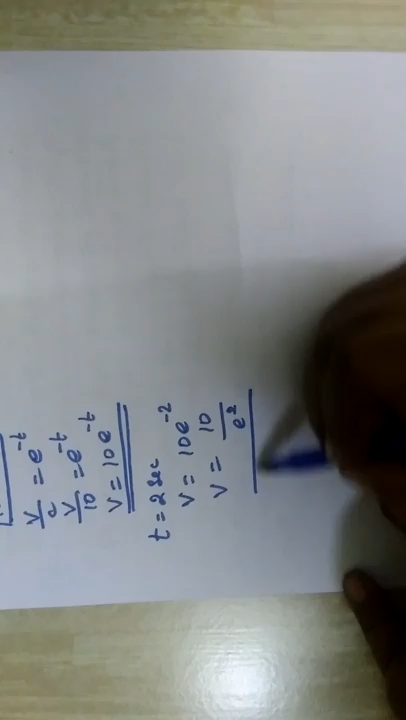 V/c = e^-t
V/10 = e^-t
V = 10e^-t
t = 2 sec
V = 10e^-2
V = 10/e^2